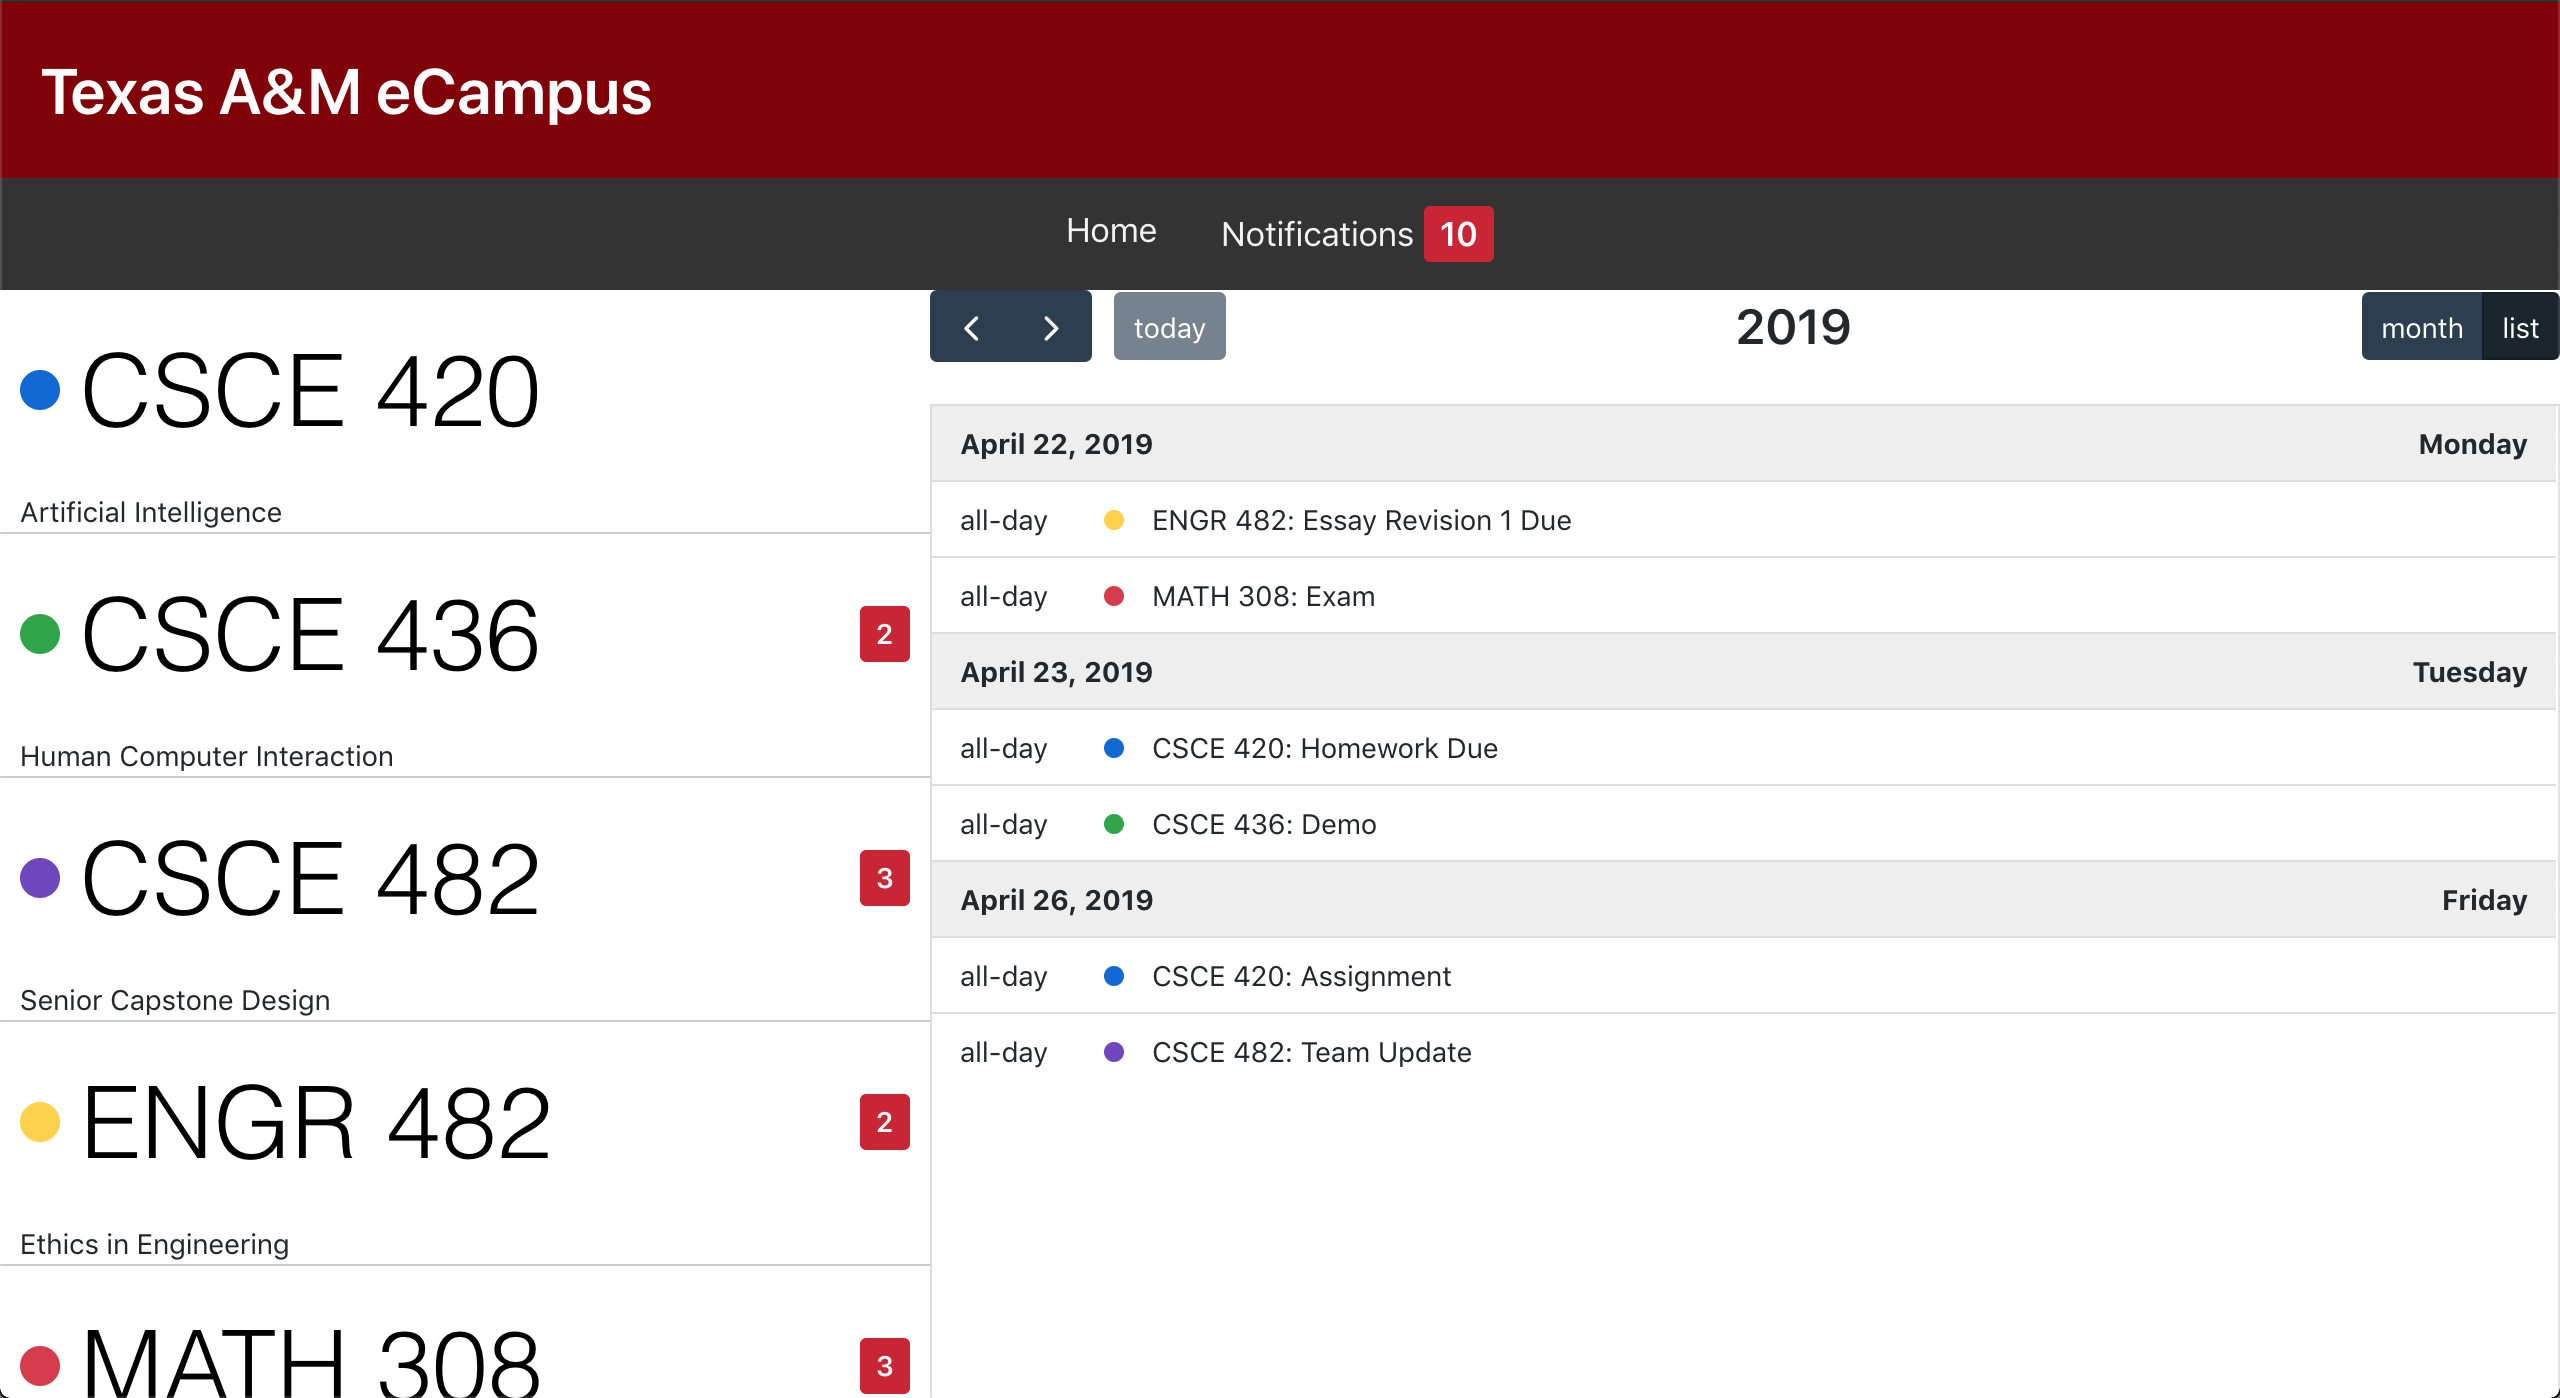 Texas A&M eCampus
Home Notifications 10
CSCE 420
Artificial Intelligence
CSCE 436 2
Human Computer Interaction
CSCE 482 3
Senior Capstone Design
ENGR 482 2
Ethics in Engineering
MATH 308 3
today 2019 month list
April 22, 2019 Monday
all-day ENGR 482: Essay Revision 1 Due
all-day MATH 308: Exam
April 23, 2019 Tuesday
all-day CSCE 420: Homework Due
all-day CSCE 436: Demo
April 26, 2019 Friday
all-day CSCE 420: Assignment
all-day CSCE 482: Team Update